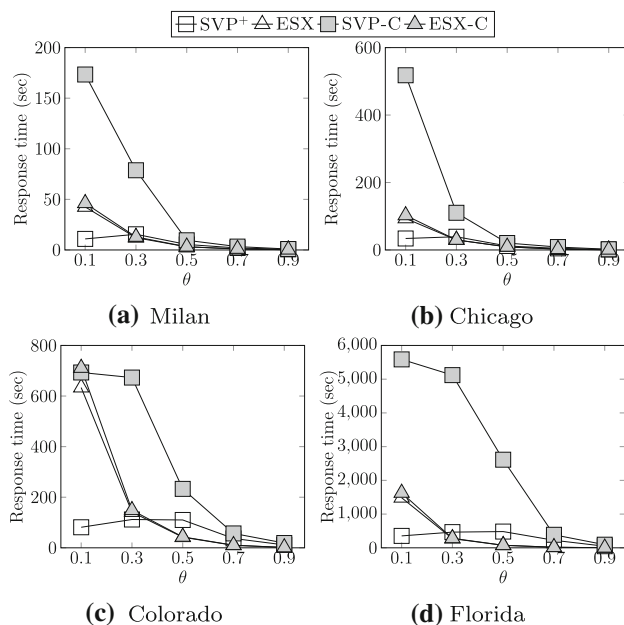 SVP+ ESX SVP-C ESX-C
200
150
100
50
0
Response time (sec)
0.1 0.3 0.5 0.7 0.9
θ
(a) Milan
600
400
200
0
Response time (sec)
0.1 0.3 0.5 0.7 0.9
θ
(b) Chicago
800
600
400
200
0
Response time (sec)
0.1 0.3 0.5 0.7 0.9
θ
(c) Colorado
6,000
5,000
4,000
3,000
2,000
1,000
0
Response time (sec)
0.1 0.3 0.5 0.7 0.9
θ
(d) Florida